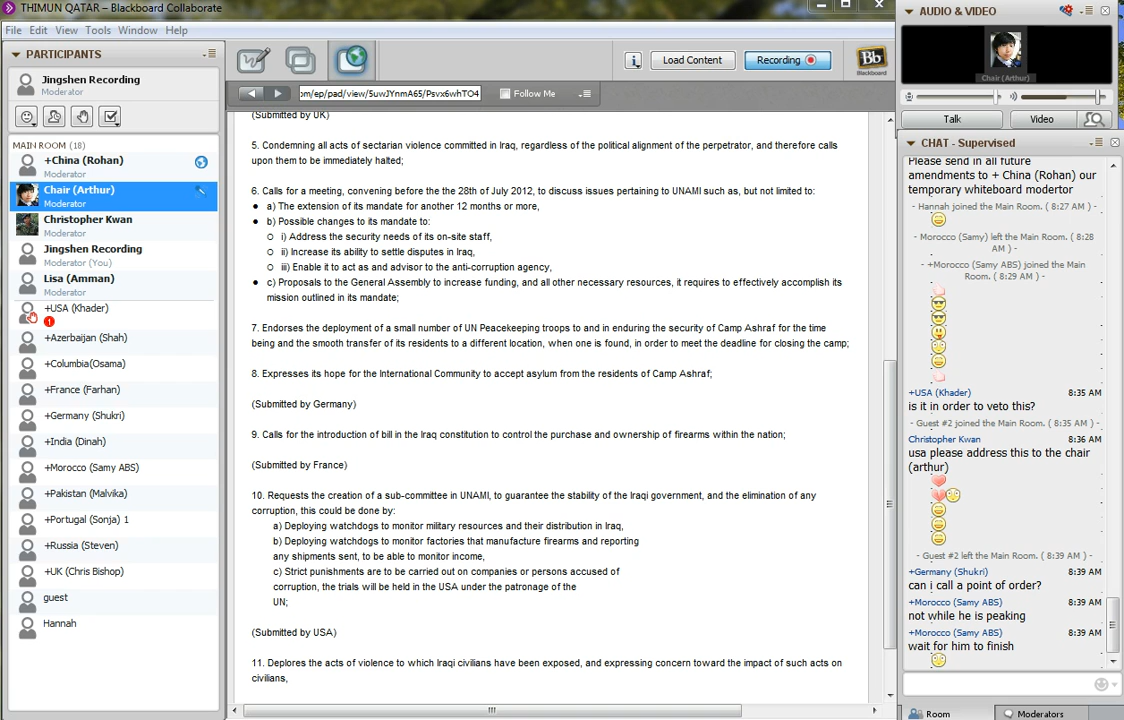 THIMUN QATAR – Blackboard Collaborate
File Edit View Tools Window Help
PARTICIPANTS
Jingshen Recording
Moderator
MAIN ROOM (18)
+China (Rohan)
Moderator
Chair (Arthur)
Moderator
Christopher Kwan
Moderator
Jingshen Recording
Moderator (You)
Lisa (Amman)
Moderator
+USA (Khader)
1
+Azerbaijan (Shah)
+Columbia(Osama)
+France (Farhan)
+Germany (Shukri)
+India (Dinah)
+Morocco (Samy ABS)
+Pakistan (Malvika)
+Portugal (Sonja) 1
+Russia (Steven)
+UK (Chris Bishop)
guest
Hannah
Load Content
Recording
Bb
Blackboard
om/ep/pad/view/5uwJYnmA65/Psvx6whTO4
Follow Me
(Submitted by UK)
5. Condemning all acts of sectarian violence committed in Iraq, regardless of the political alignment of the perpetrator, and therefore calls
upon them to be immediately halted;
6. Calls for a meeting, convening before the the 28th of July 2012, to discuss issues pertaining to UNAMI such as, but not limited to:
a) The extension of its mandate for another 12 months or more,
b) Possible changes to its mandate to:
i) Address the security needs of its on-site staff,
ii) Increase its ability to settle disputes in Iraq,
iii) Enable it to act as and advisor to the anti-corruption agency,
c) Proposals to the General Assembly to increase funding, and all other necessary resources, it requires to effectively accomplish its
mission outlined in its mandate;
7. Endorses the deployment of a small number of UN Peacekeeping troops to and in enduring the security of Camp Ashraf for the time
being and the smooth transfer of its residents to a different location, when one is found, in order to meet the deadline for closing the camp;
8. Expresses its hope for the International Community to accept asylum from the residents of Camp Ashraf;
(Submitted by Germany)
9. Calls for the introduction of bill in the Iraq constitution to control the purchase and ownership of firearms within the nation;
(Submitted by France)
10. Requests the creation of a sub-committee in UNAMI, to guarantee the stability of the Iraqi government, and the elimination of any
corruption, this could be done by:
a) Deploying watchdogs to monitor military resources and their distribution in Iraq,
b) Deploying watchdogs to monitor factories that manufacture firearms and reporting
any shipments sent, to be able to monitor income,
c) Strict punishments are to be carried out on companies or persons accused of
corruption, the trials will be held in the USA under the patronage of the
UN;
(Submitted by USA)
11. Deplores the acts of violence to which Iraqi civilians have been exposed, and expressing concern toward the impact of such acts on
civilians,
AUDIO & VIDEO
Chair (Arthur)
Talk
Video
CHAT - Supervised
Please send in all future
amendments to + China (Rohan) our
temporary whiteboard modertor
- Hannah joined the Main Room. ( 8:27 AM ) -
- Morocco (Samy) left the Main Room. ( 8:28
AM ) -
- +Morocco (Samy ABS) joined the Main
Room. ( 8:29 AM ) -
+USA (Khader) 8:35 AM
is it in order to veto this?
- Guest #2 joined the Main Room. ( 8:35 AM ) -
Christopher Kwan 8:36 AM
usa please address this to the chair
(arthur)
- Guest #2 left the Main Room. ( 8:39 AM ) -
+Germany (Shukri) 8:39 AM
can i call a point of order?
+Morocco (Samy ABS) 8:39 AM
not while he is peaking
+Morocco (Samy ABS) 8:39 AM
wait for him to finish
Room
Moderators